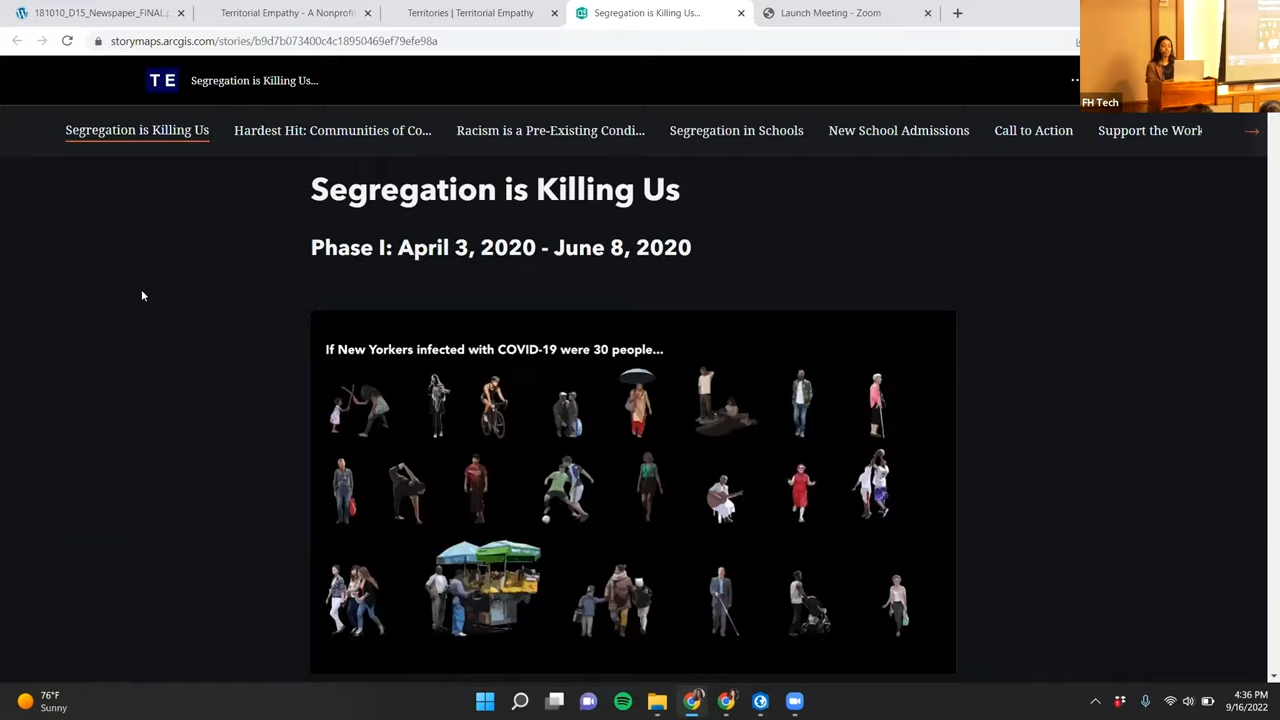 181010_D15_Newspaper_FINAL.p
Territorial Empathy - A Nonprofit
Territories | Territorial Empathy
Segregation is Killing Us...
Launch Meeting - Zoom
storymaps.arcgis.com/stories/b9d7b073400c4c18950469ef79efe98a
TE
Segregation is Killing Us...
FH Tech
Segregation is Killing Us
Hardest Hit: Communities of Co...
Racism is a Pre-Existing Condi...
Segregation in Schools
New School Admissions
Call to Action
Support the Work
Segregation is Killing Us
Phase I: April 3, 2020 - June 8, 2020
If New Yorkers infected with COVID-19 were 30 people...
76°F
Sunny
4:36 PM
9/16/2022